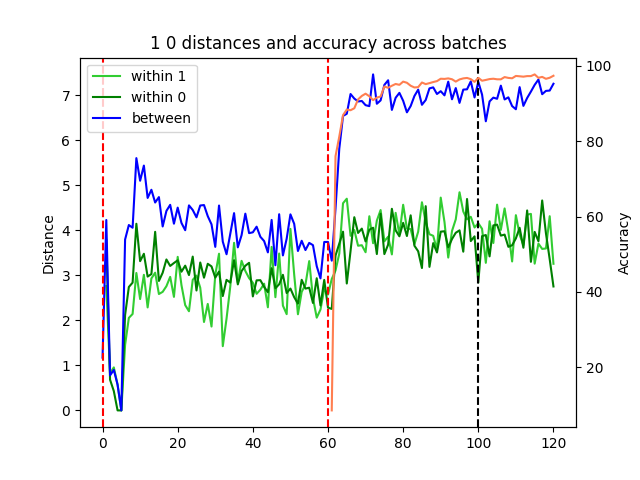 1 0 distances and accuracy across batches
within 1
within 0
between
Distance
Accuracy
7
6
5
4
3
2
1
0
100
80
60
40
20
0 20 40 60 80 100 120